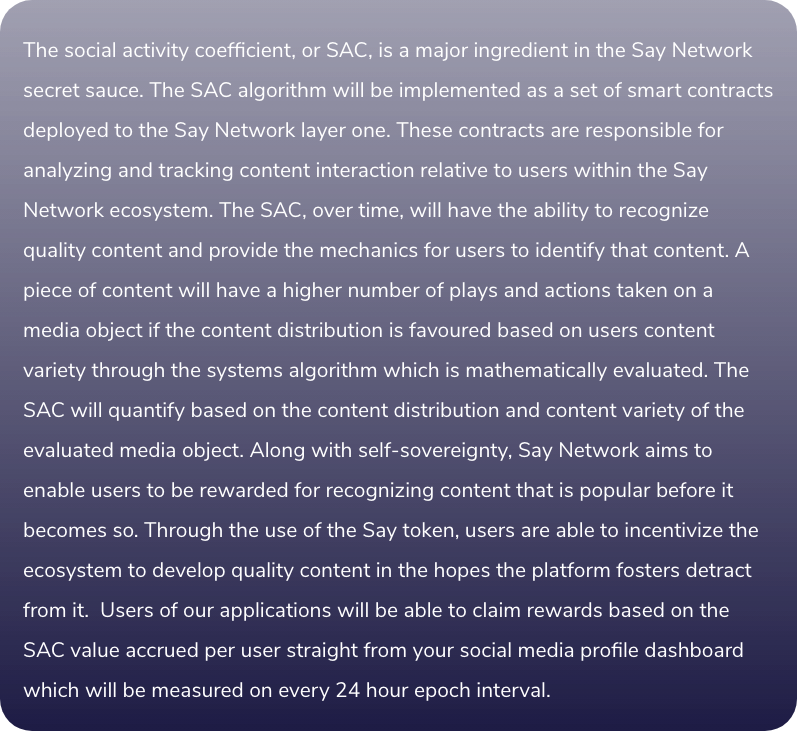 The social activity coefficient, or SAC, is a major ingredient in the Say Network
secret sauce. The SAC algorithm will be implemented as a set of smart contracts
deployed to the Say Network layer one. These contracts are responsible for
analyzing and tracking content interaction relative to users within the Say
Network ecosystem. The SAC, over time, will have the ability to recognize
quality content and provide the mechanics for users to identify that content. A
piece of content will have a higher number of plays and actions taken on a
media object if the content distribution is favoured based on users content
variety through the systems algorithm which is mathematically evaluated. The
SAC will quantify based on the content distribution and content variety of the
evaluated media object. Along with self-sovereignty, Say Network aims to
enable users to be rewarded for recognizing content that is popular before it
becomes so. Through the use of the Say token, users are able to incentivize the
ecosystem to develop quality content in the hopes the platform fosters detract
from it.  Users of our applications will be able to claim rewards based on the
SAC value accrued per user straight from your social media profile dashboard
which will be measured on every 24 hour epoch interval.